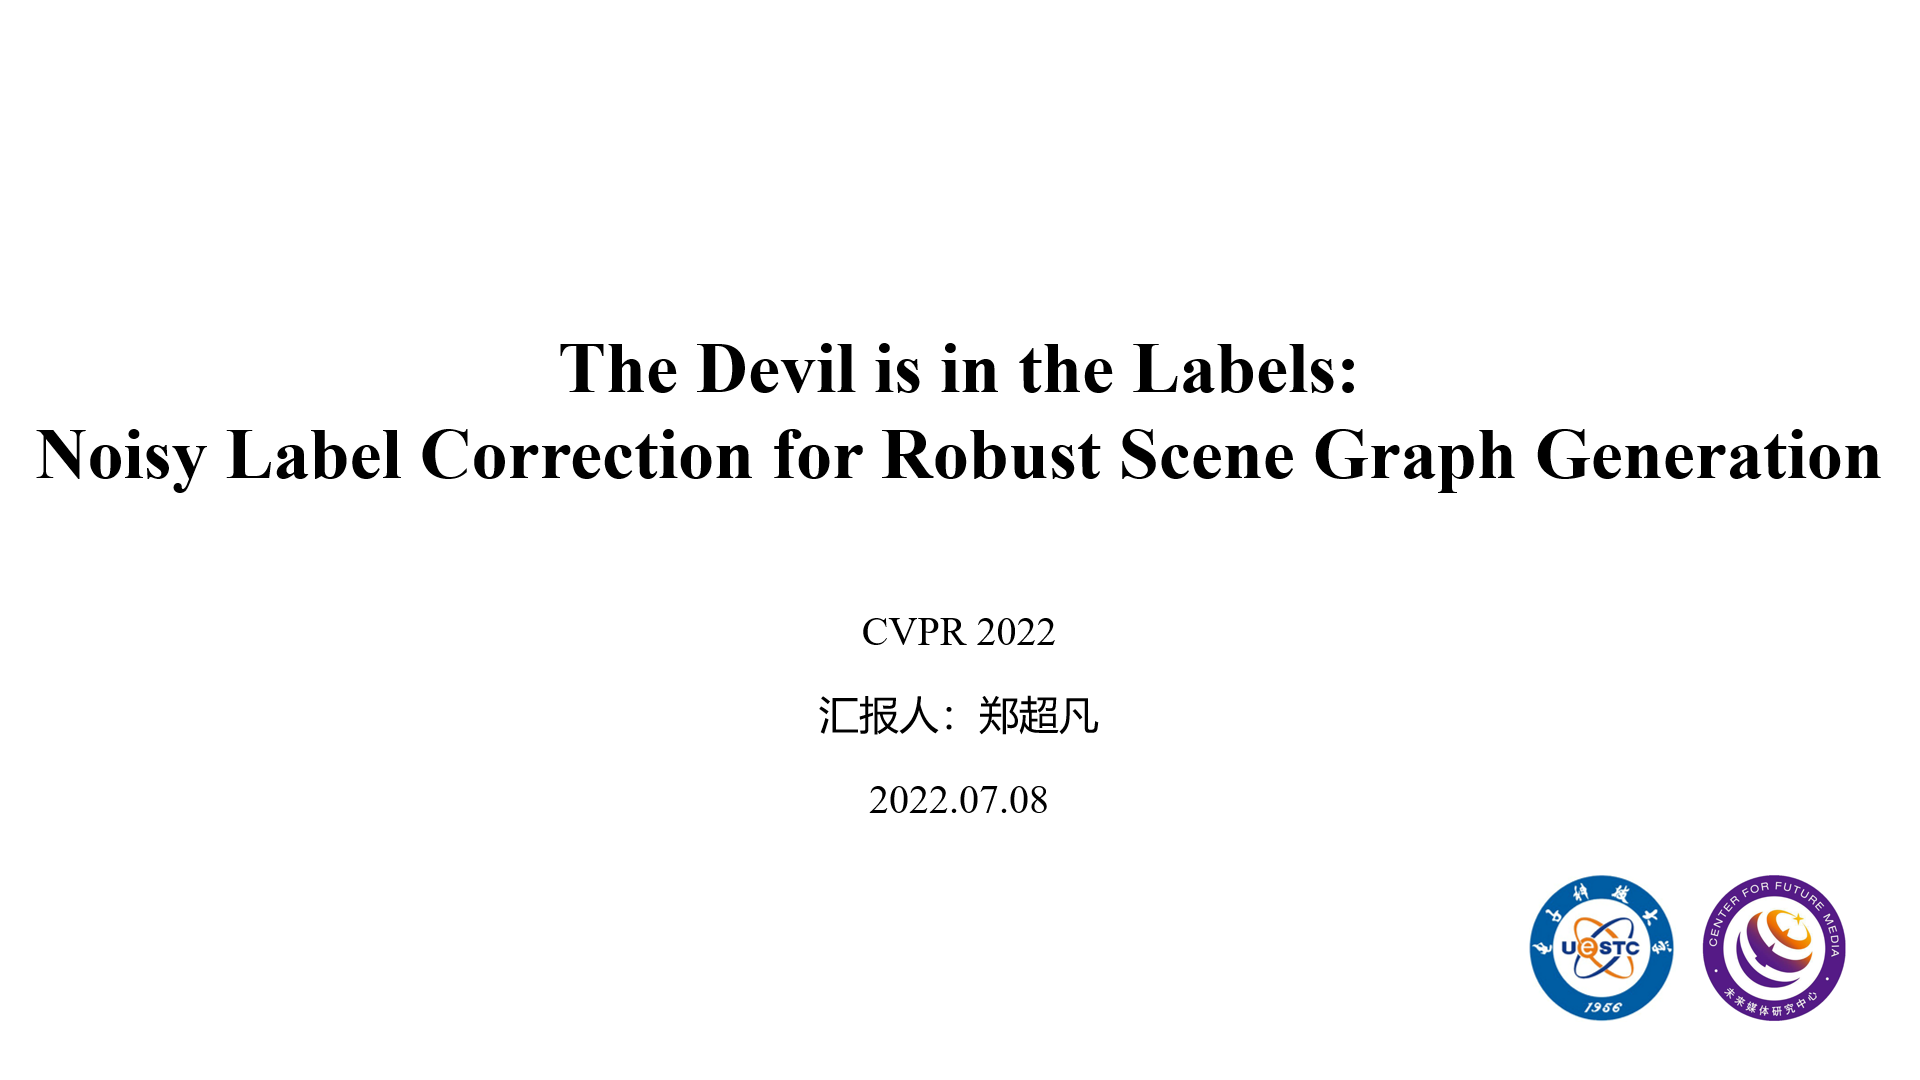 The Devil is in the Labels:
Noisy Label Correction for Robust Scene Graph Generation
CVPR 2022
汇报人：郑超凡
2022.07.08
电子科技大学
UeSTC
1956
CENTER FOR FUTURE MEDIA
未来媒体研究中心